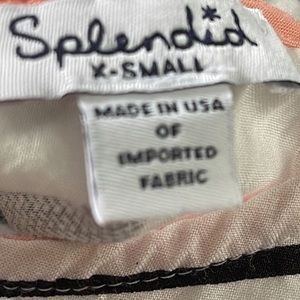 Splendid
X-SMALL
MADE IN USA
OF
IMPORTED
FABRIC